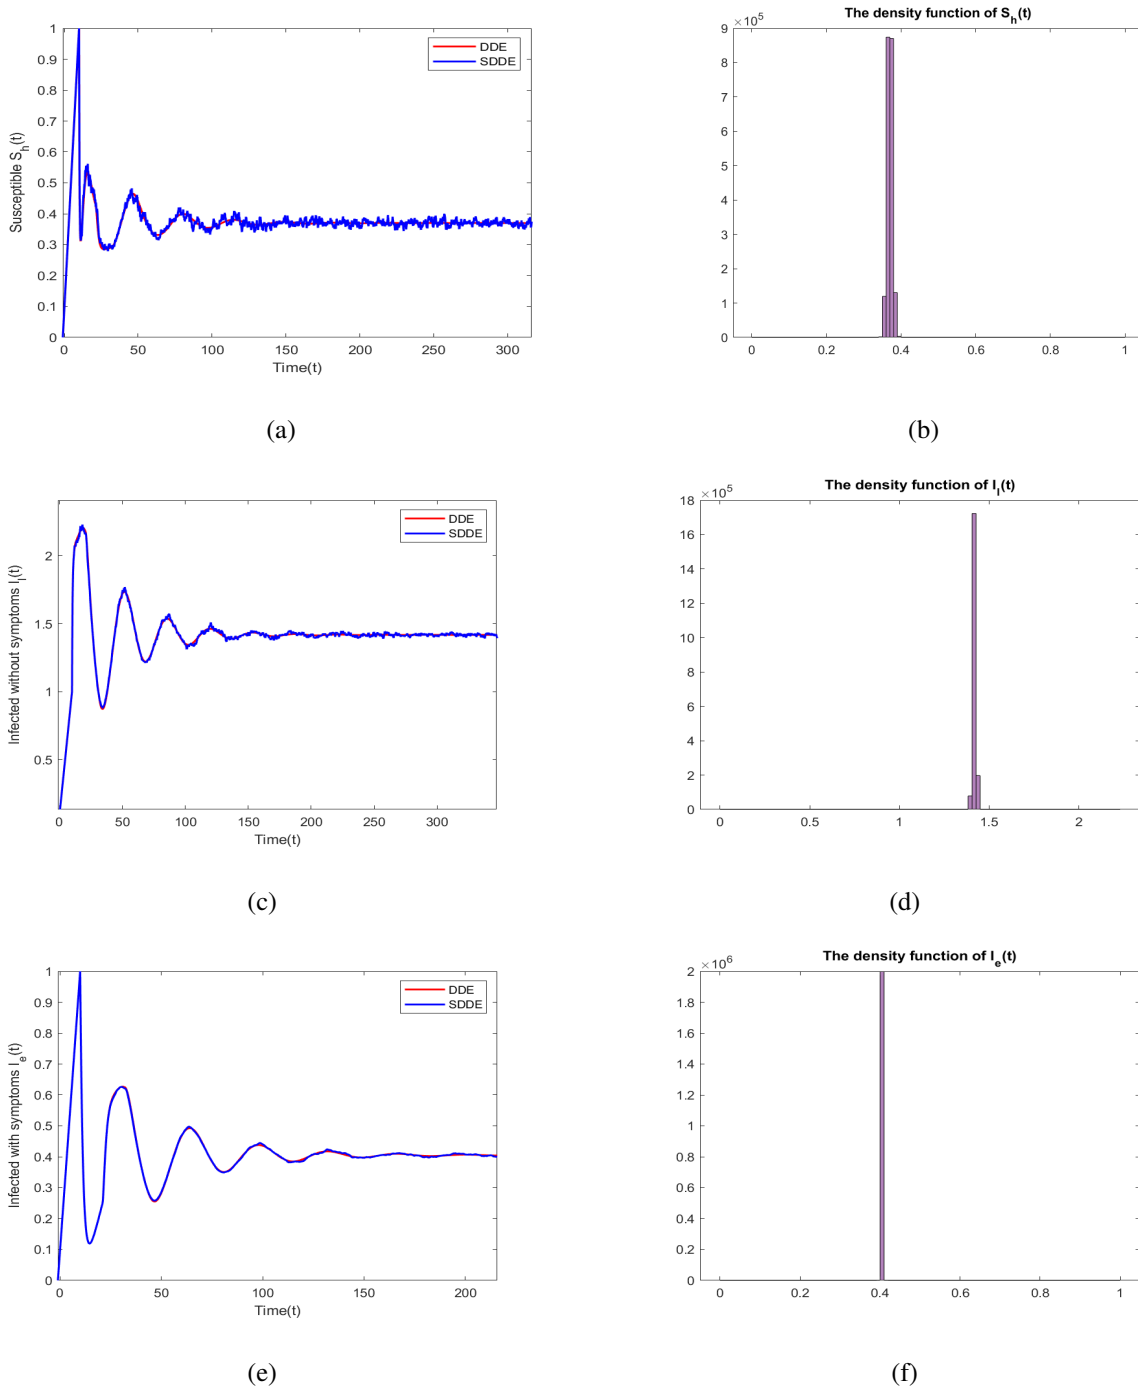 1
0.9
0.8
0.7
0.6
0.5
0.4
0.3
0.2
0.1
0
Susceptible S_h(t)
DDE
SDDE
0 50 100 150 200 250 300
Time(t)
(a)
The density function of S_h(t)
×10^5
9
8
7
6
5
4
3
2
1
0
0 0.2 0.4 0.6 0.8 1
(b)
2
1.5
1
0.5
Infected without symptoms I_l(t)
DDE
SDDE
0 50 100 150 200 250 300
Time(t)
(c)
The density function of I_l(t)
×10^5
18
16
14
12
10
8
6
4
2
0
0 0.5 1 1.5 2
(d)
1
0.9
0.8
0.7
0.6
0.5
0.4
0.3
0.2
0.1
0
Infected with symptoms I_e(t)
DDE
SDDE
0 50 100 150 200
Time(t)
(e)
The density function of I_e(t)
×10^6
2
1.8
1.6
1.4
1.2
1
0.8
0.6
0.4
0.2
0
0 0.2 0.4 0.6 0.8 1
(f)